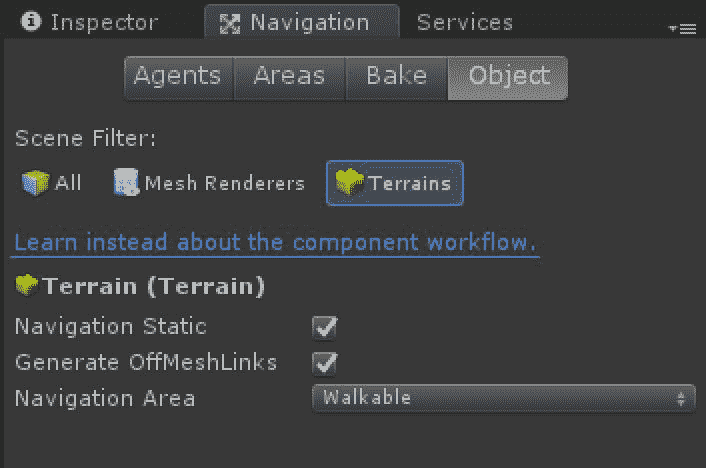 Inspector Navigation Services
Agents Areas Bake Object
Scene Filter:
All Mesh Renderers Terrains
Learn instead about the component workflow.
Terrain (Terrain)
Navigation Static
Generate OffMeshLinks
Navigation Area Walkable